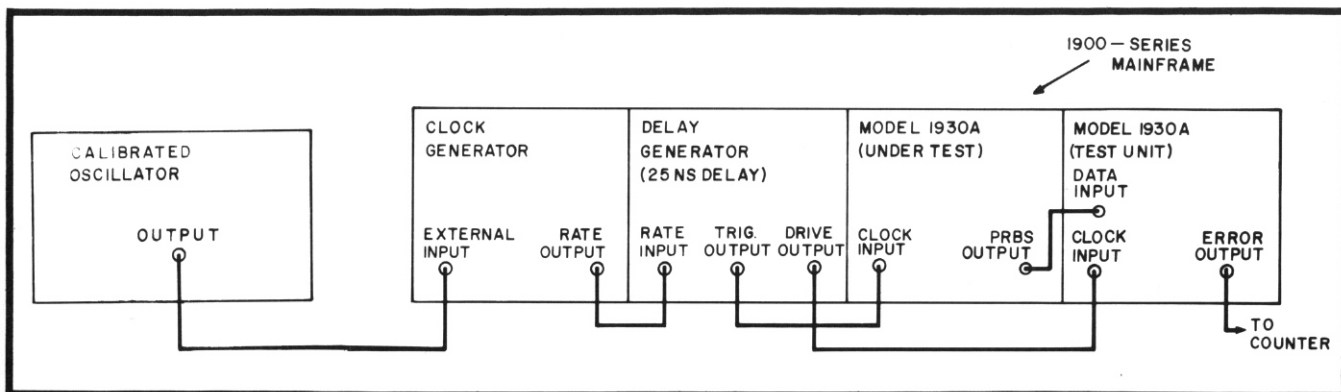 1900 — SERIES
MAINFRAME
CALIBRATED
OSCILLATOR
OUTPUT
CLOCK
GENERATOR
EXTERNAL
INPUT
RATE
OUTPUT
DELAY
GENERATOR
(25 NS DELAY)
RATE
INPUT
TRIG.
OUTPUT
DRIVE
OUTPUT
MODEL 1930A
(UNDER TEST)
CLOCK
INPUT
PRBS
OUTPUT
MODEL 1930A
(TEST UNIT)
DATA
INPUT
CLOCK
INPUT
ERROR
OUTPUT
TO
COUNTER